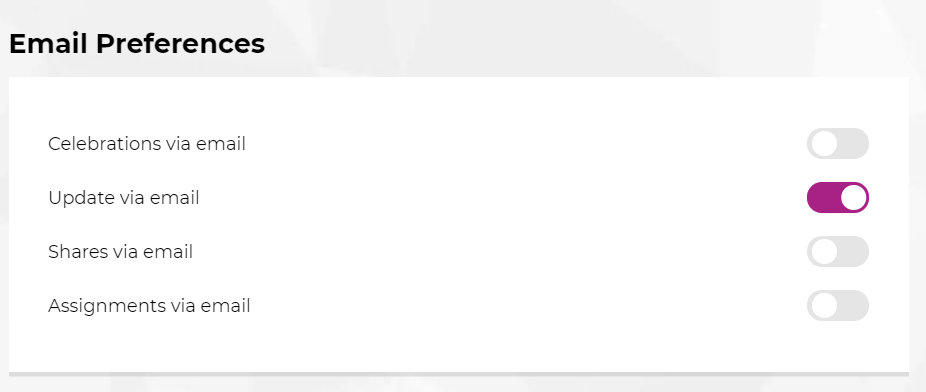 Email Preferences
Celebrations via email
Update via email
Shares via email
Assignments via email